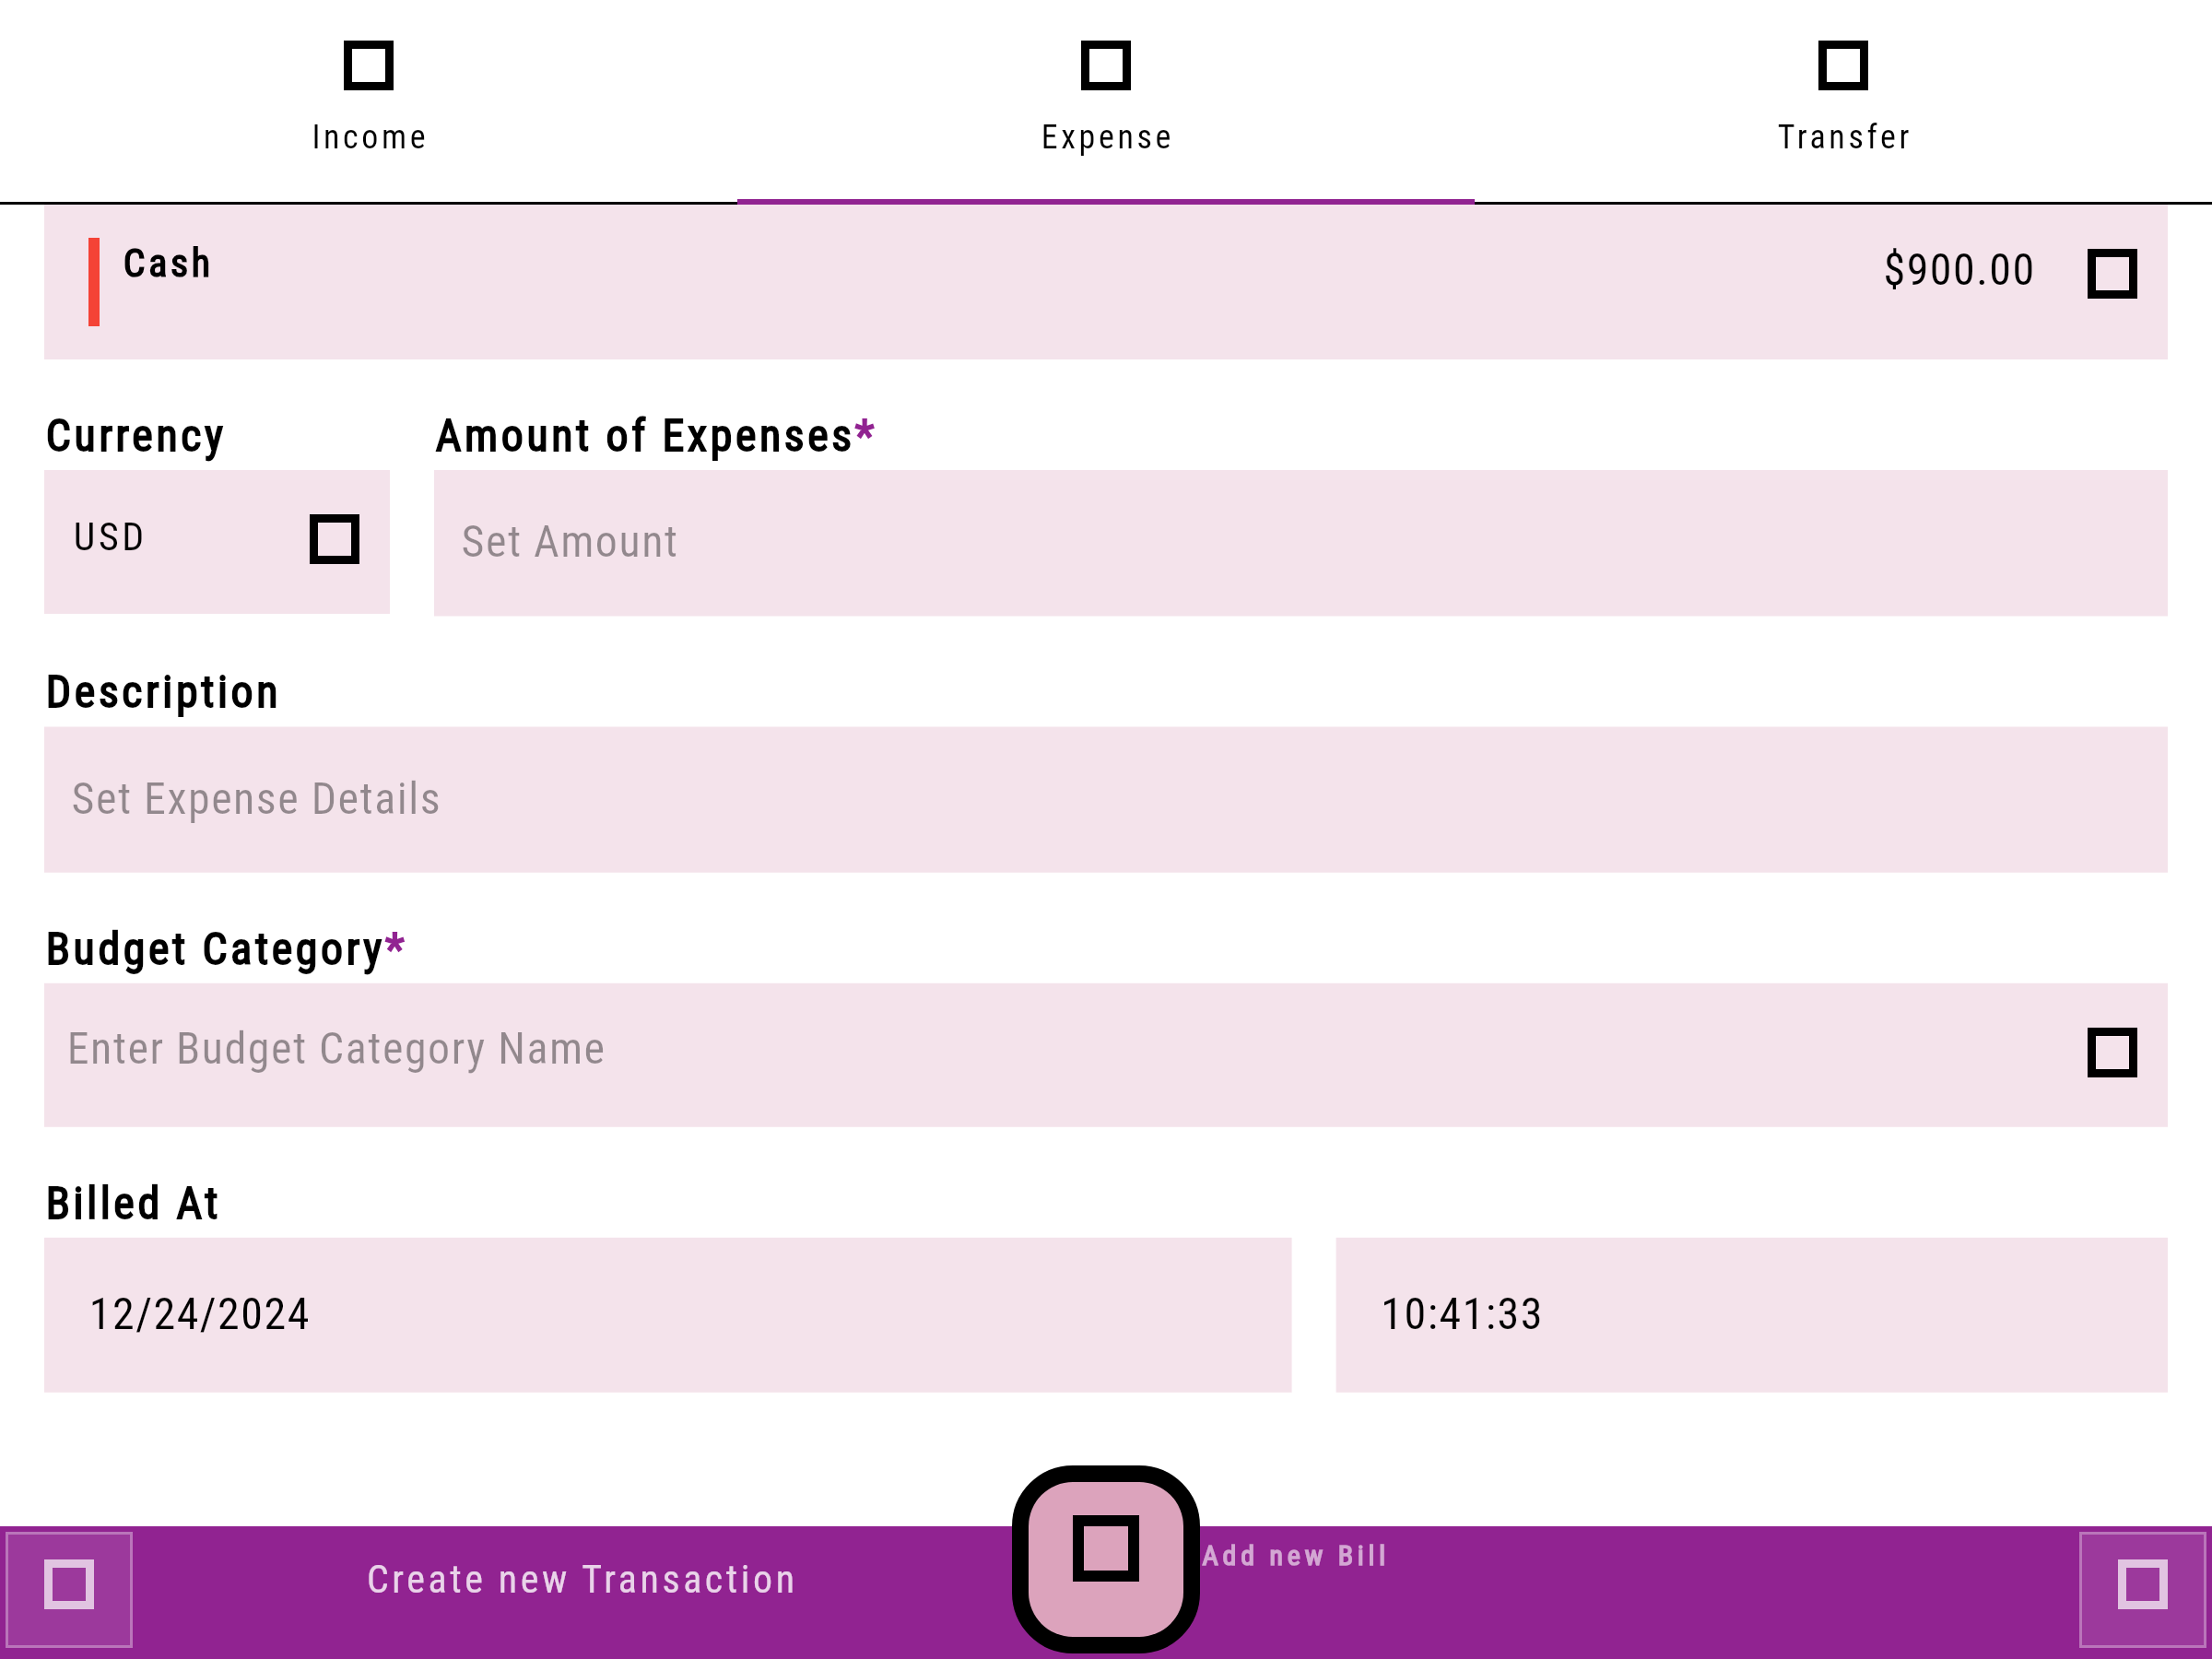 Income Expense Transfer
Cash $900.00
Currency Amount of Expenses*
USD Set Amount
Description
Set Expense Details
Budget Category*
Enter Budget Category Name
Billed At
12/24/2024 10:41:33
Create new Transaction Add new Bill